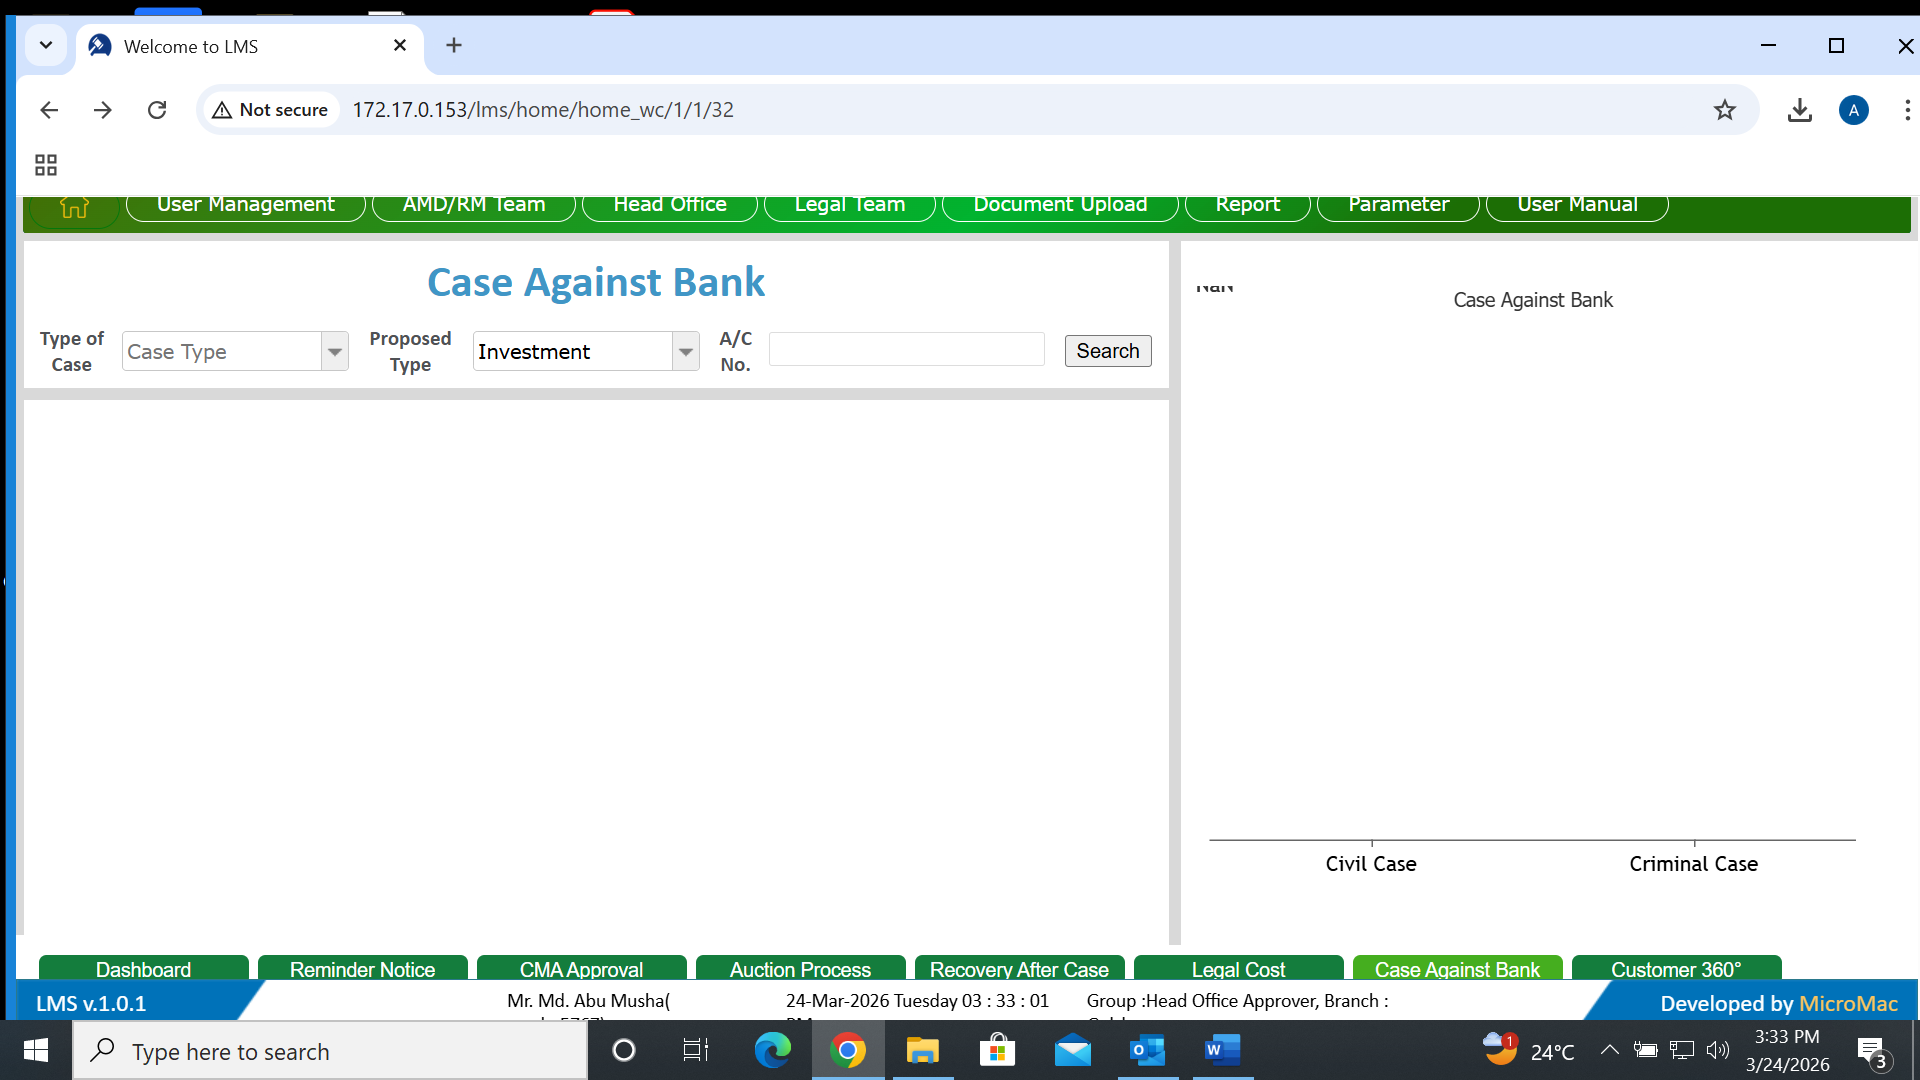 Welcome to LMS
Not secure 172.17.0.153/lms/home/home_wc/1/1/32
A
User Management AMD/RM Team Head Office Legal Team Document Upload Report Parameter User Manual
Case Against Bank
Type of Case Case Type Proposed Type Investment A/C No. Search
NaN
Case Against Bank
Civil Case Criminal Case
Dashboard Reminder Notice CMA Approval Auction Process Recovery After Case Legal Cost Case Against Bank Customer 360°
LMS v.1.0.1 Mr. Md. Abu Musha( 24-Mar-2026 Tuesday 03 : 33 : 01 Group :Head Office Approver, Branch : Developed by MicroMac
Type here to search
1
24°C
3:33 PM
3/24/2026
3